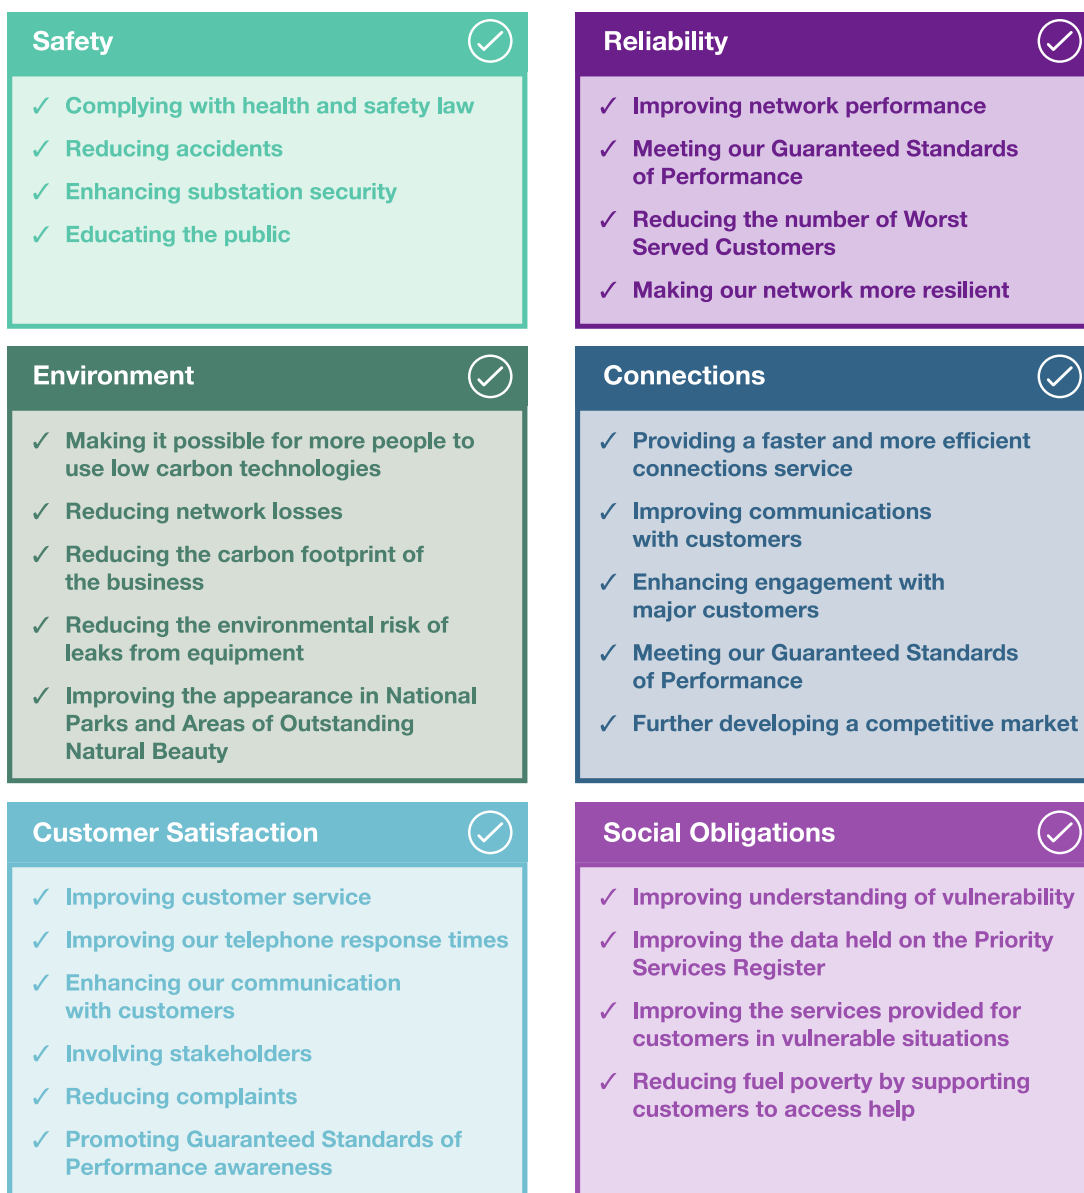 Safety
Complying with health and safety law
Reducing accidents
Enhancing substation security
Educating the public
Reliability
Improving network performance
Meeting our Guaranteed Standards
of Performance
Reducing the number of Worst
Served Customers
Making our network more resilient
Environment
Making it possible for more people to
use low carbon technologies
Reducing network losses
Reducing the carbon footprint of
the business
Reducing the environmental risk of
leaks from equipment
Improving the appearance in National
Parks and Areas of Outstanding
Natural Beauty
Connections
Providing a faster and more efficient
connections service
Improving communications
with customers
Enhancing engagement with
major customers
Meeting our Guaranteed Standards
of Performance
Further developing a competitive market
Customer Satisfaction
Improving customer service
Improving our telephone response times
Enhancing our communication
with customers
Involving stakeholders
Reducing complaints
Promoting Guaranteed Standards of
Performance awareness
Social Obligations
Improving understanding of vulnerability
Improving the data held on the Priority
Services Register
Improving the services provided for
customers in vulnerable situations
Reducing fuel poverty by supporting
customers to access help